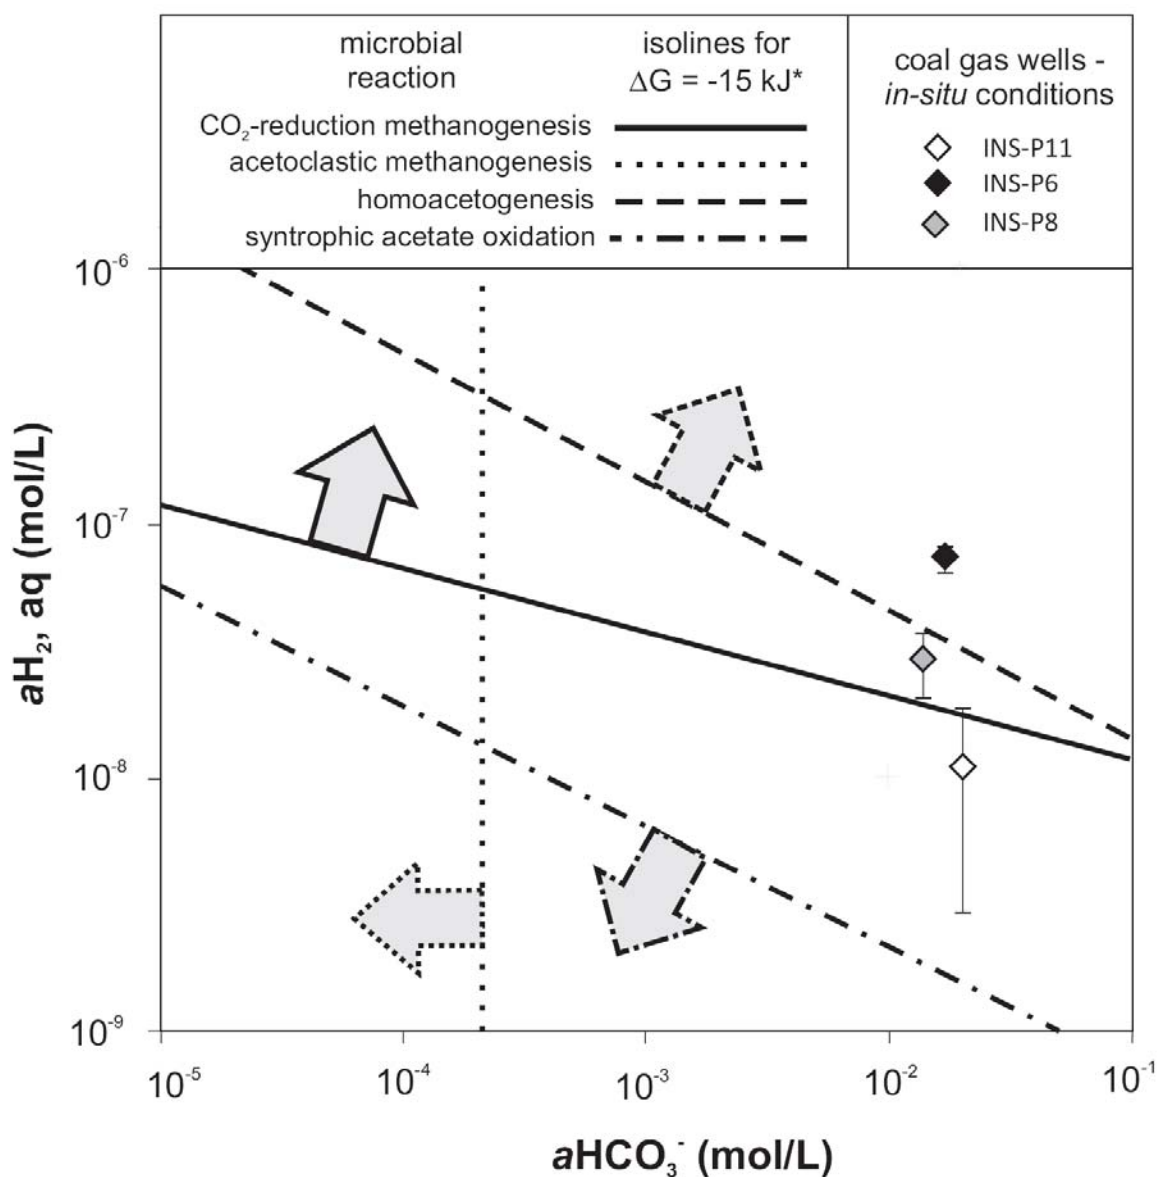 microbial reaction
isolines for ΔG = -15 kJ*
CO₂-reduction methanogenesis
acetoclastic methanogenesis
homoacetogenesis
syntrophic acetate oxidation
coal gas wells -
in-situ conditions
INS-P11
INS-P6
INS-P8
10⁻⁶
10⁻⁷
10⁻⁸
10⁻⁹
aH₂, aq (mol/L)
10⁻⁵
10⁻⁴
10⁻³
10⁻²
10⁻¹
aHCO₃⁻ (mol/L)